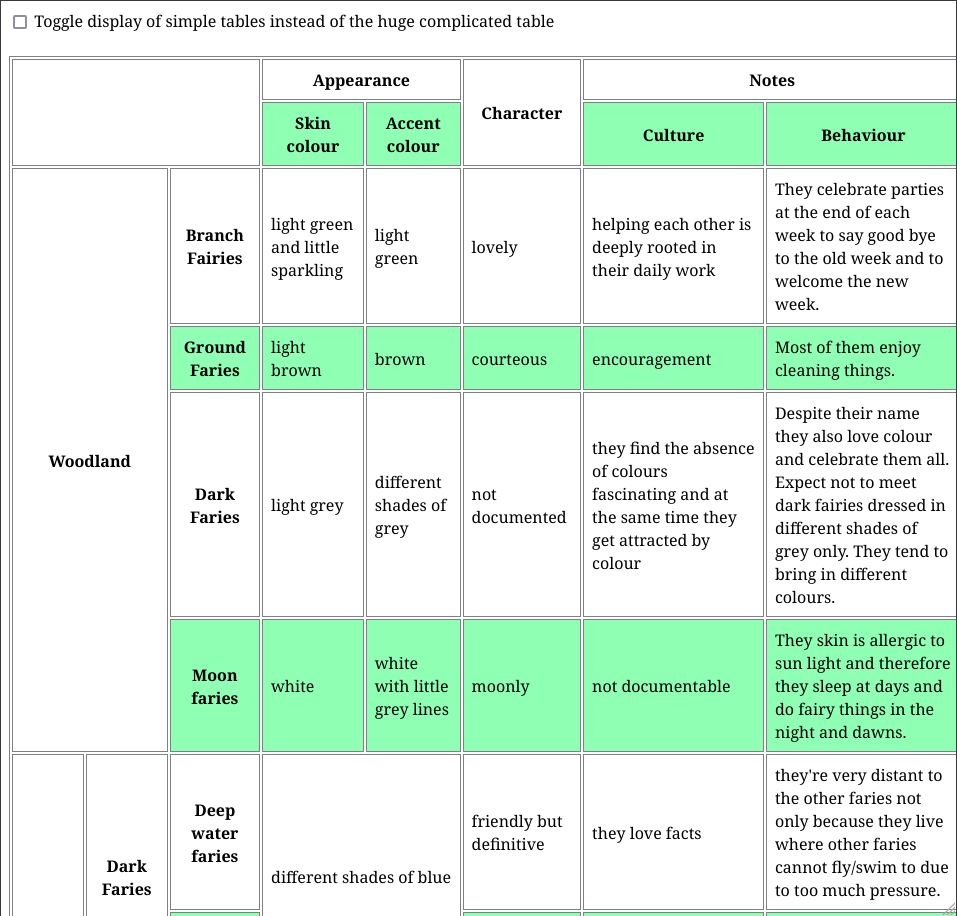 Toggle display of simple tables instead of the huge complicated table
Appearance
Character
Notes
Skin
colour
Accent
colour
Culture
Behaviour
Woodland
Branch
Fairies
light green
and little
sparkling
light
green
lovely
helping each other is
deeply rooted in
their daily work
They celebrate parties
at the end of each
week to say good bye
to the old week and to
welcome the new
week.
Ground
Faries
light
brown
brown
courteous
encouragement
Most of them enjoy
cleaning things.
Dark
Faries
light grey
different
shades of
grey
not
documented
they find the absence
of colours
fascinating and at
the same time they
get attracted by
colour
Despite their name
they also love colour
and celebrate them all.
Expect not to meet
dark fairies dressed in
different shades of
grey only. They tend to
bring in different
colours.
Moon
faries
white
white
with little
grey lines
moonly
not documentable
They skin is allergic to
sun light and therefore
they sleep at days and
do fairy things in the
night and dawns.
Dark
Faries
Deep
water
faries
different shades of blue
friendly but
definitive
they love facts
they're very distant to
the other faries not
only because they live
where other faries
cannot fly/swim to due
to too much pressure.